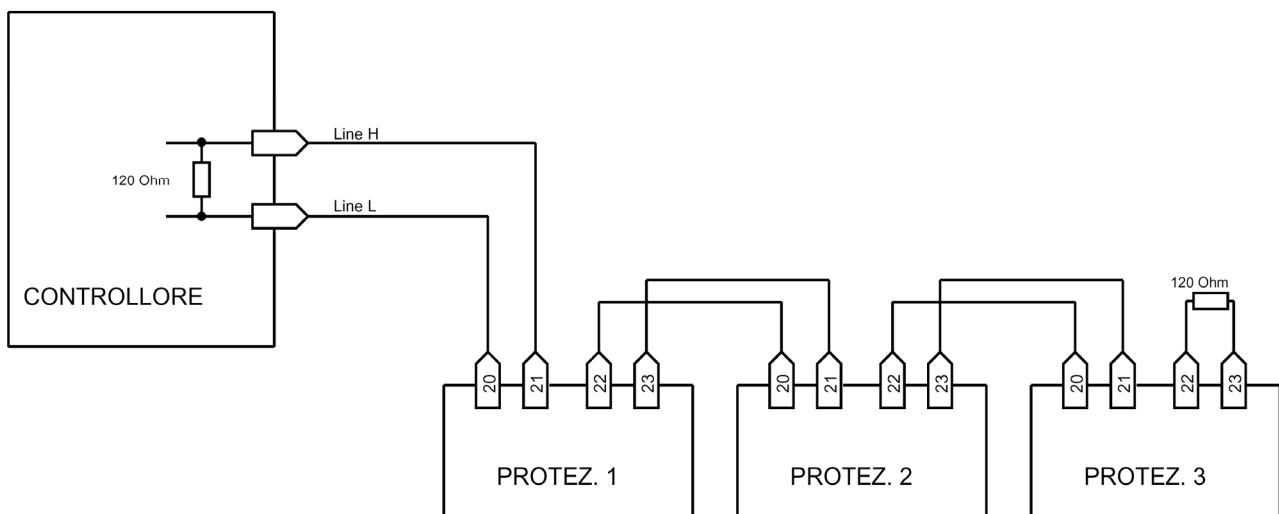 Line H
120 Ohm
Line L
CONTROLLORE
120 Ohm
20 21 22 23
20 21 22 23
20 21 22 23
PROTEZ. 1
PROTEZ. 2
PROTEZ. 3